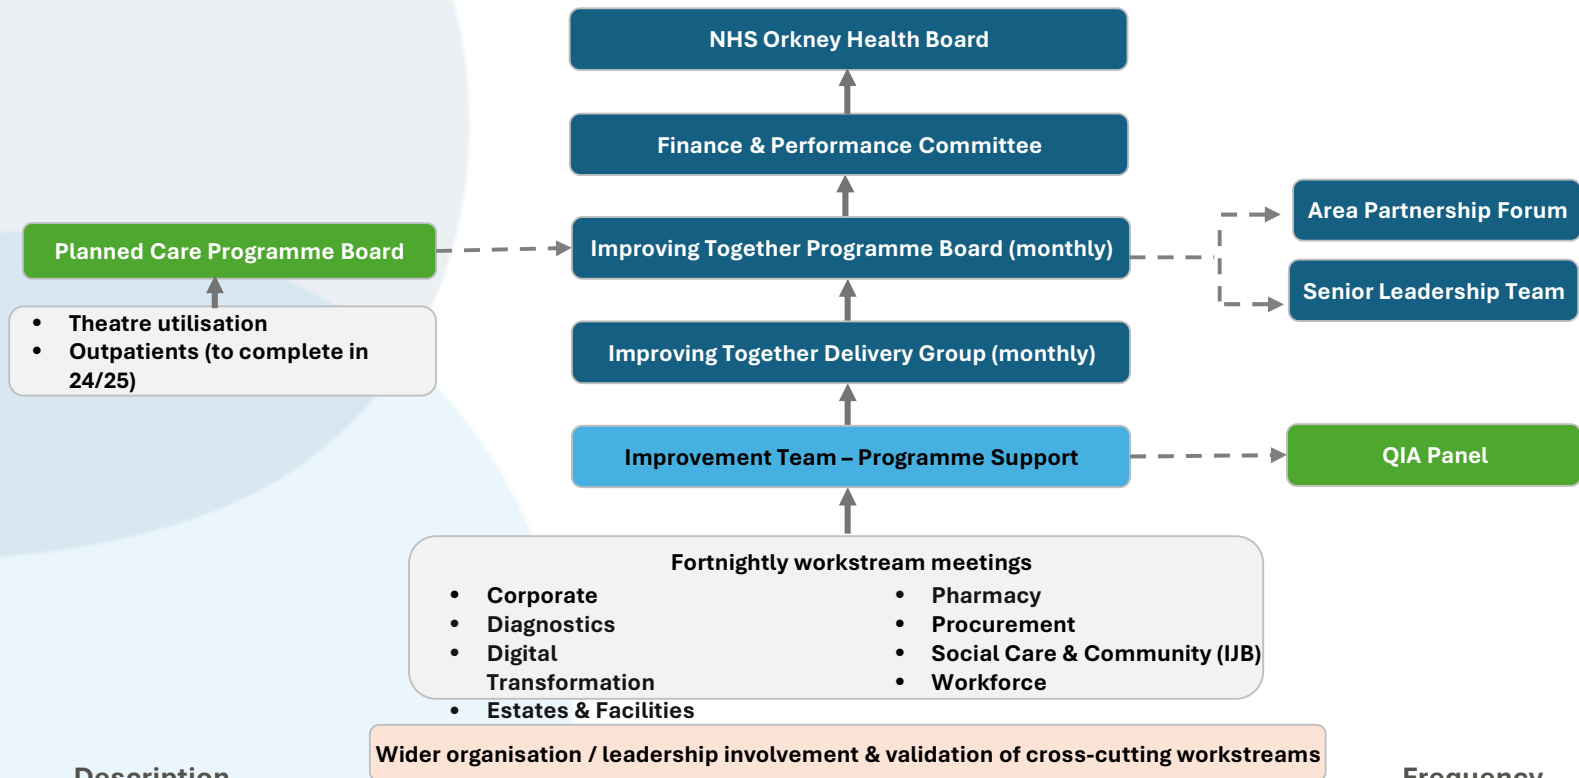 NHS Orkney Health Board
Finance & Performance Committee
Area Partnership Forum
Planned Care Programme Board
Improving Together Programme Board (monthly)
Senior Leadership Team
• Theatre utilisation
• Outpatients (to complete in
24/25)
Improving Together Delivery Group (monthly)
Improvement Team – Programme Support
QIA Panel
Fortnightly workstream meetings
• Corporate
• Diagnostics
• Digital
Transformation
• Estates & Facilities
• Pharmacy
• Procurement
• Social Care & Community (IJB)
• Workforce
Wider organisation / leadership involvement & validation of cross-cutting workstreams
Description
Frequency